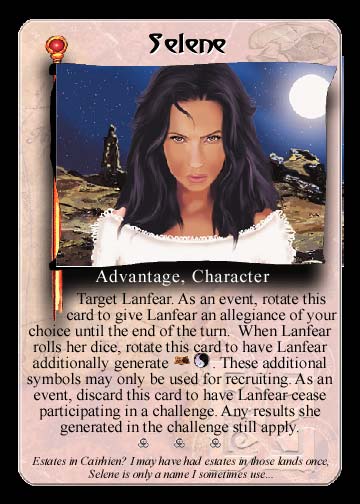 Selene
Advantage, Character
Target Lanfear. As an event, rotate this
card to give Lanfear an allegiance of your
choice until the end of the turn. When Lanfear
rolls her dice, rotate this card to have Lanfear
additionally generate . These additional
symbols may only be used for recruiting. As an
event, discard this card to have Lanfear cease
participating in a challenge. Any results she
generated in the challenge still apply.
Estates in Cairhien? I may have had estates in those lands once,
Selene is only a name I sometimes use...